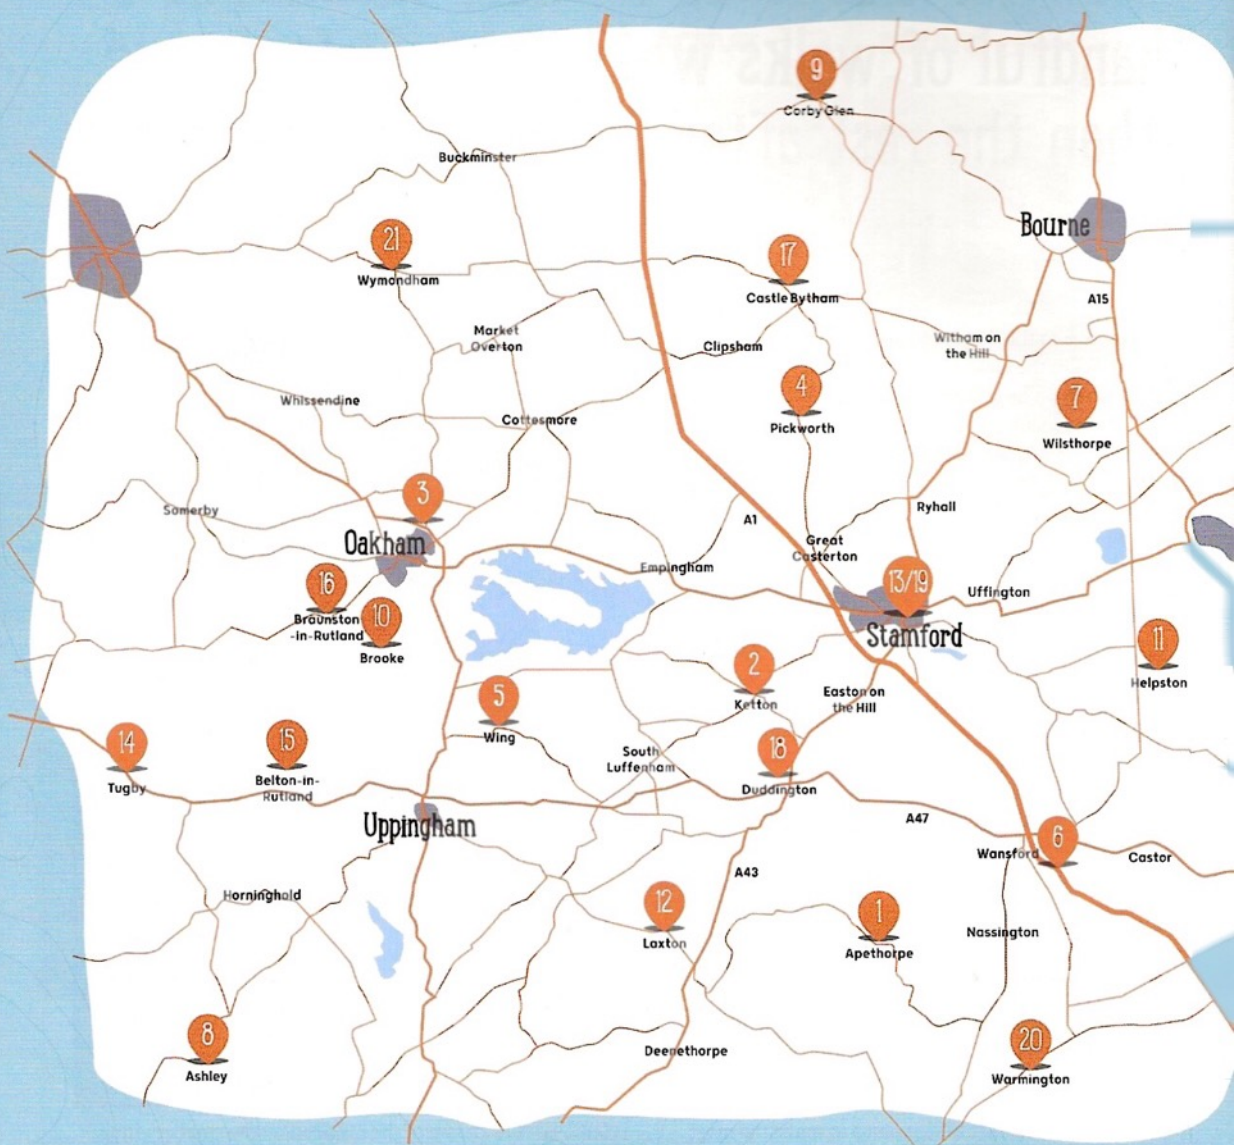 9
Corby Glen
Buckminster
Bourne
21
Wymondham
17
Castle Bytham
A15
Market
Overton
Clipsham
Witham on
the Hill
4
Pickworth
7
Wilsthorpe
Whissendine
Cottesmore
3
Somerby
Oakham
Ryhall
A1
Great
Casterton
Empingham
13/19
Uffington
Stamford
16
Braunston
-in-Rutland
10
Brooke
11
Helpston
2
Ketton
Easton on
the Hill
5
Wing
14
Tugby
15
Belton-in-
Rutland
South
Luffenham
18
Duddington
Uppingham
A47
6
Wansford
Castor
A43
Horninghold
12
Laxton
1
Apethorpe
Nassington
8
Ashley
Deenethorpe
20
Warmington